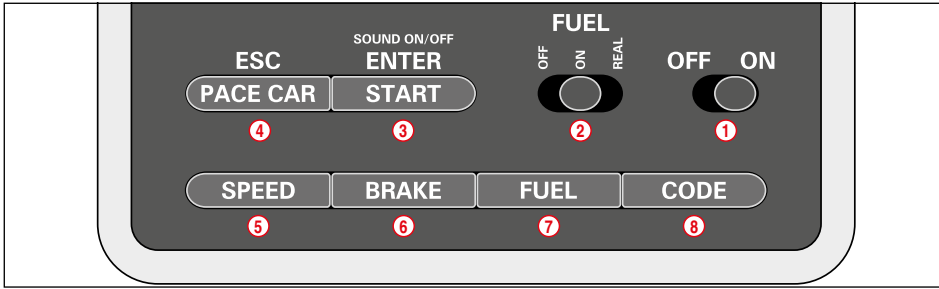 FUEL
SOUND ON/OFF
ESC ENTER OFF ON REAL OFF ON
PACE CAR START
4 3 2 1
SPEED BRAKE FUEL CODE
5 6 7 8